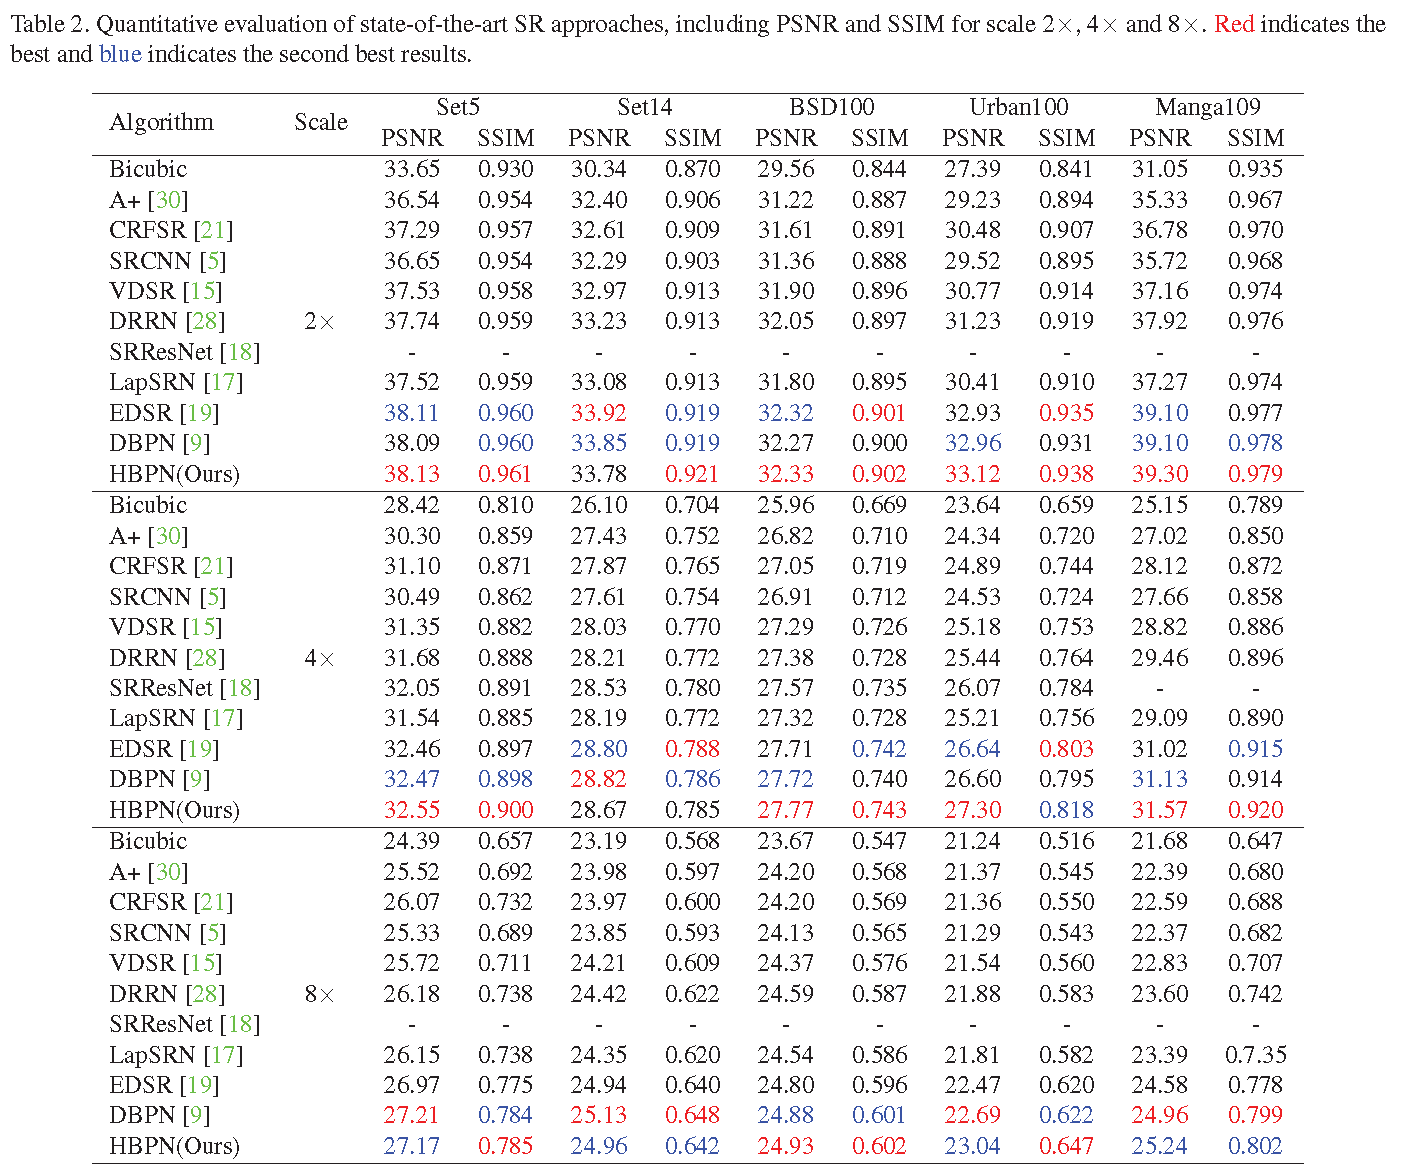 Table 2. Quantitative evaluation of state-of-the-art SR approaches, including PSNR and SSIM for scale 2×, 4× and 8×. Red indicates the
best and blue indicates the second best results.
Algorithm Scale Set5 Set14 BSD100 Urban100 Manga109
PSNR SSIM PSNR SSIM PSNR SSIM PSNR SSIM PSNR SSIM
Bicubic 33.65 0.930 30.34 0.870 29.56 0.844 27.39 0.841 31.05 0.935
A+ [30] 36.54 0.954 32.40 0.906 31.22 0.887 29.23 0.894 35.33 0.967
CRFSR [21] 37.29 0.957 32.61 0.909 31.61 0.891 30.48 0.907 36.78 0.970
SRCNN [5] 36.65 0.954 32.29 0.903 31.36 0.888 29.52 0.895 35.72 0.968
VDSR [15] 37.53 0.958 32.97 0.913 31.90 0.896 30.77 0.914 37.16 0.974
DRRN [28] 2× 37.74 0.959 33.23 0.913 32.05 0.897 31.23 0.919 37.92 0.976
SRResNet [18] - - - - - - - - - -
LapSRN [17] 37.52 0.959 33.08 0.913 31.80 0.895 30.41 0.910 37.27 0.974
EDSR [19] 38.11 0.960 33.92 0.919 32.32 0.901 32.93 0.935 39.10 0.977
DBPN [9] 38.09 0.960 33.85 0.919 32.27 0.900 32.96 0.931 39.10 0.978
HBPN(Ours) 38.13 0.961 33.78 0.921 32.33 0.902 33.12 0.938 39.30 0.979
Bicubic 28.42 0.810 26.10 0.704 25.96 0.669 23.64 0.659 25.15 0.789
A+ [30] 30.30 0.859 27.43 0.752 26.82 0.710 24.34 0.720 27.02 0.850
CRFSR [21] 31.10 0.871 27.87 0.765 27.05 0.719 24.89 0.744 28.12 0.872
SRCNN [5] 30.49 0.862 27.61 0.754 26.91 0.712 24.53 0.724 27.66 0.858
VDSR [15] 31.35 0.882 28.03 0.770 27.29 0.726 25.18 0.753 28.82 0.886
DRRN [28] 4× 31.68 0.888 28.21 0.772 27.38 0.728 25.44 0.764 29.46 0.896
SRResNet [18] 32.05 0.891 28.53 0.780 27.57 0.735 26.07 0.784 - -
LapSRN [17] 31.54 0.885 28.19 0.772 27.32 0.728 25.21 0.756 29.09 0.890
EDSR [19] 32.46 0.897 28.80 0.788 27.71 0.742 26.64 0.803 31.02 0.915
DBPN [9] 32.47 0.898 28.82 0.786 27.72 0.740 26.60 0.795 31.13 0.914
HBPN(Ours) 32.55 0.900 28.67 0.785 27.77 0.743 27.30 0.818 31.57 0.920
Bicubic 24.39 0.657 23.19 0.568 23.67 0.547 21.24 0.516 21.68 0.647
A+ [30] 25.52 0.692 23.98 0.597 24.20 0.568 21.37 0.545 22.39 0.680
CRFSR [21] 26.07 0.732 23.97 0.600 24.20 0.569 21.36 0.550 22.59 0.688
SRCNN [5] 25.33 0.689 23.85 0.593 24.13 0.565 21.29 0.543 22.37 0.682
VDSR [15] 25.72 0.711 24.21 0.609 24.37 0.576 21.54 0.560 22.83 0.707
DRRN [28] 8× 26.18 0.738 24.42 0.622 24.59 0.587 21.88 0.583 23.60 0.742
SRResNet [18] - - - - - - - - - -
LapSRN [17] 26.15 0.738 24.35 0.620 24.54 0.586 21.81 0.582 23.39 0.7.35
EDSR [19] 26.97 0.775 24.94 0.640 24.80 0.596 22.47 0.620 24.58 0.778
DBPN [9] 27.21 0.784 25.13 0.648 24.88 0.601 22.69 0.622 24.96 0.799
HBPN(Ours) 27.17 0.785 24.96 0.642 24.93 0.602 23.04 0.647 25.24 0.802